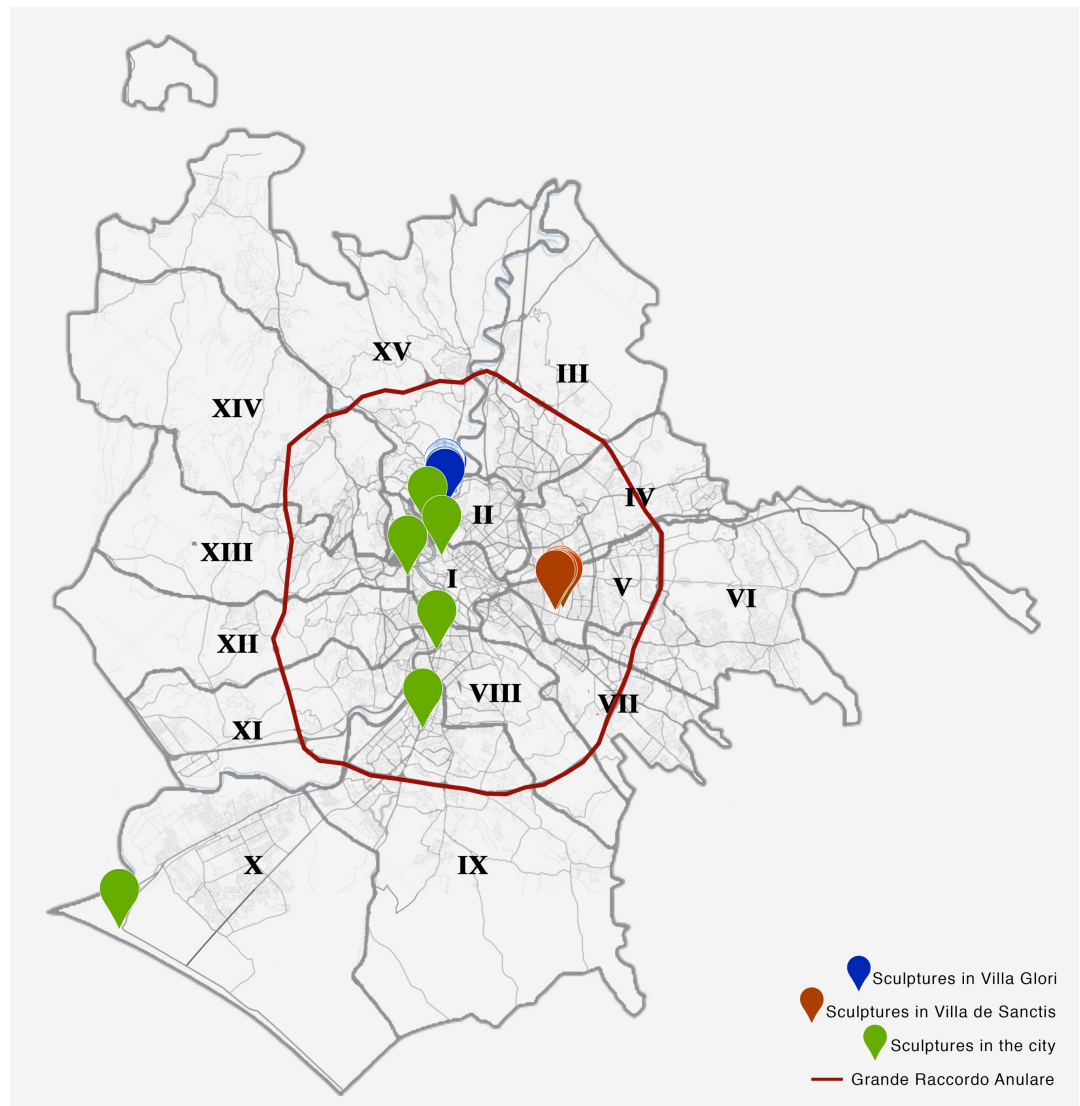 XV
III
XIV
IV
II
XIII
I
V
VI
XII
VIII
VII
XI
X
IX
Sculptures in Villa Glori
Sculptures in Villa de Sanctis
Sculptures in the city
Grande Raccordo Anulare